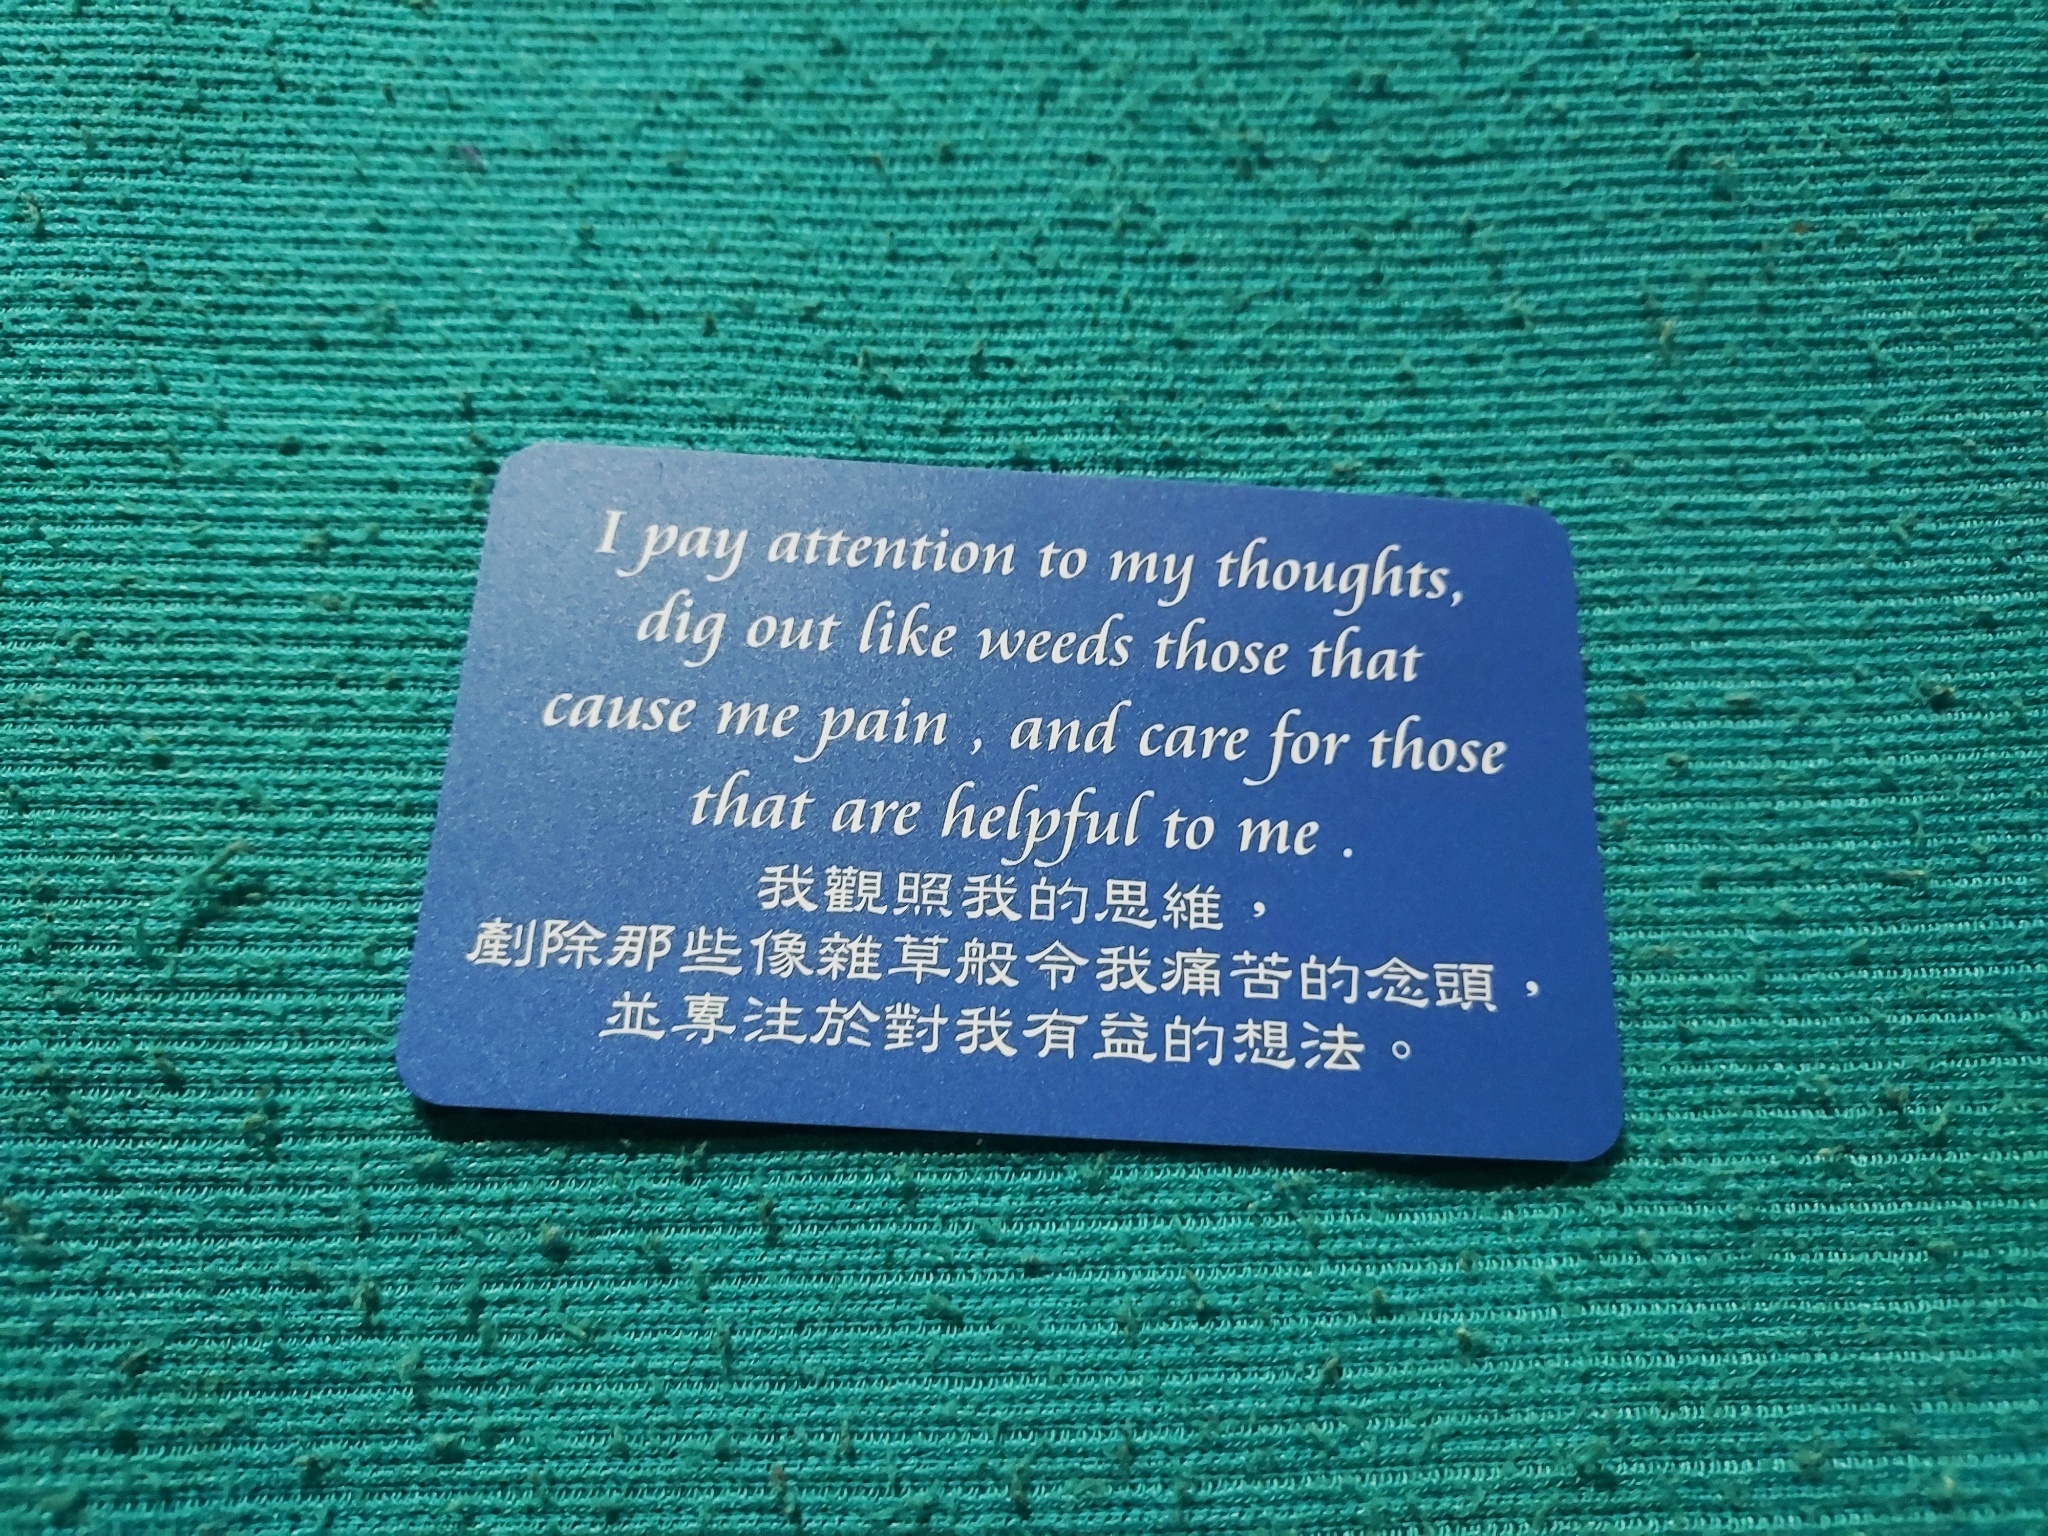 I pay attention to my thoughts,
dig out like weeds those that
cause me pain , and care for those
that are helpful to me .
我觀照我的思維，
剷除那些像雜草般令我痛苦的念頭，
並專注於對我有益的想法。